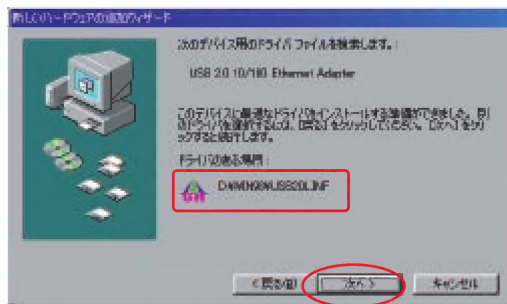 新しいハードウェアの追加ウィザード
次のデバイス用のドライバ ファイルを検索します。:
USB 2.0 10/100 Ethernet Adapter
このデバイスに最適なドライバをインストールする準備ができました。別
のドライバを選択するには、[戻る] をクリックしてください。[次へ] をクリ
ックすると続行します。
ドライバのある場所:
D:¥WIN98¥USB20L.INF
< 戻る(B)
次へ >
キャンセル